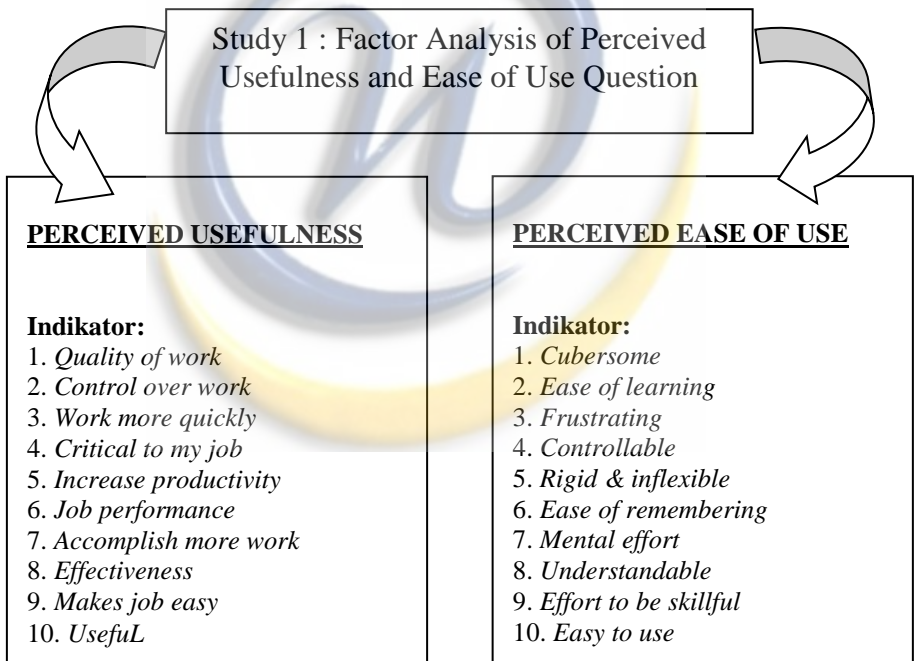 Study 1 : Factor Analysis of Perceived
Usefulness and Ease of Use Question
PERCEIVED USEFULNESS
Indikator:
1. Quality of work
2. Control over work
3. Work more quickly
4. Critical to my job
5. Increase productivity
6. Job performance
7. Accomplish more work
8. Effectiveness
9. Makes job easy
10. UsefuL
PERCEIVED EASE OF USE
Indikator:
1. Cubersome
2. Ease of learning
3. Frustrating
4. Controllable
5. Rigid & inflexible
6. Ease of remembering
7. Mental effort
8. Understandable
9. Effort to be skillful
10. Easy to use